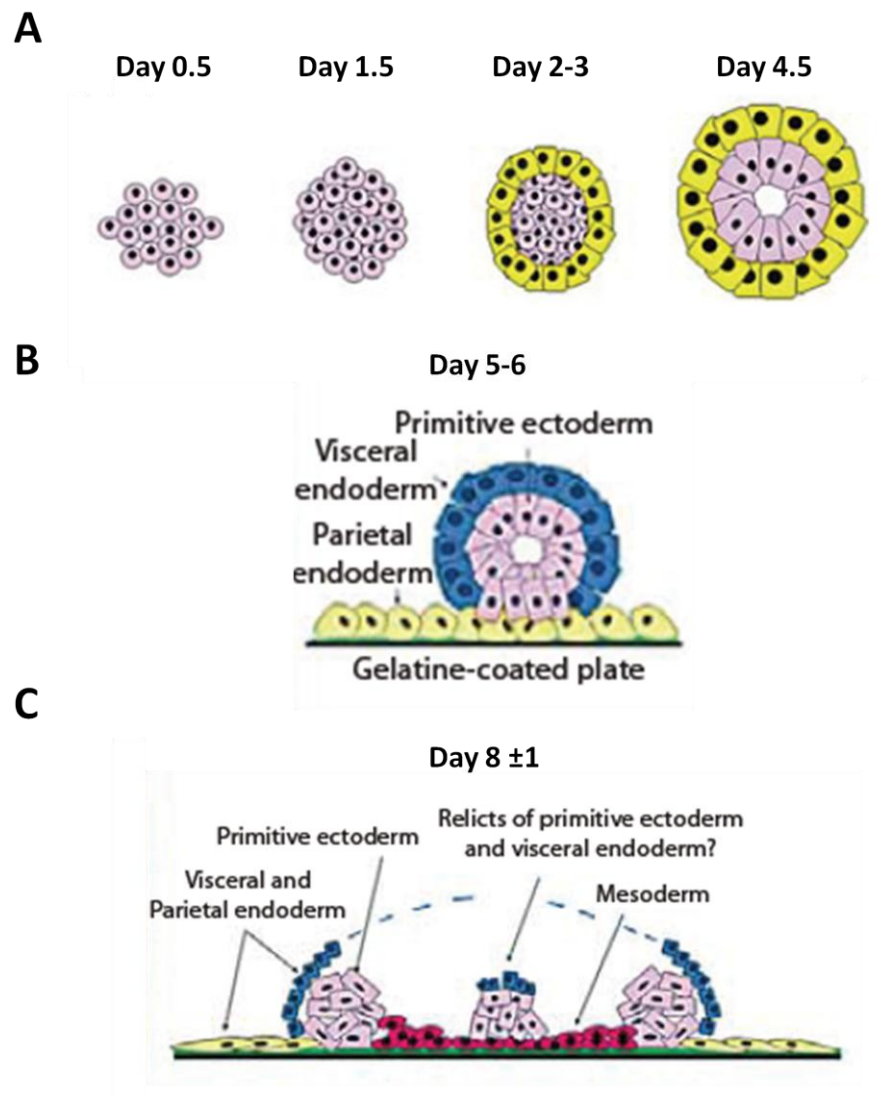 A
Day 0.5
Day 1.5
Day 2-3
Day 4.5
B
Day 5-6
Primitive ectoderm
Visceral
endoderm
Parietal
endoderm
Gelatine-coated plate
C
Day 8 ±1
Primitive ectoderm
Relicts of primitive ectoderm
and visceral endoderm?
Visceral and
Parietal endoderm
Mesoderm